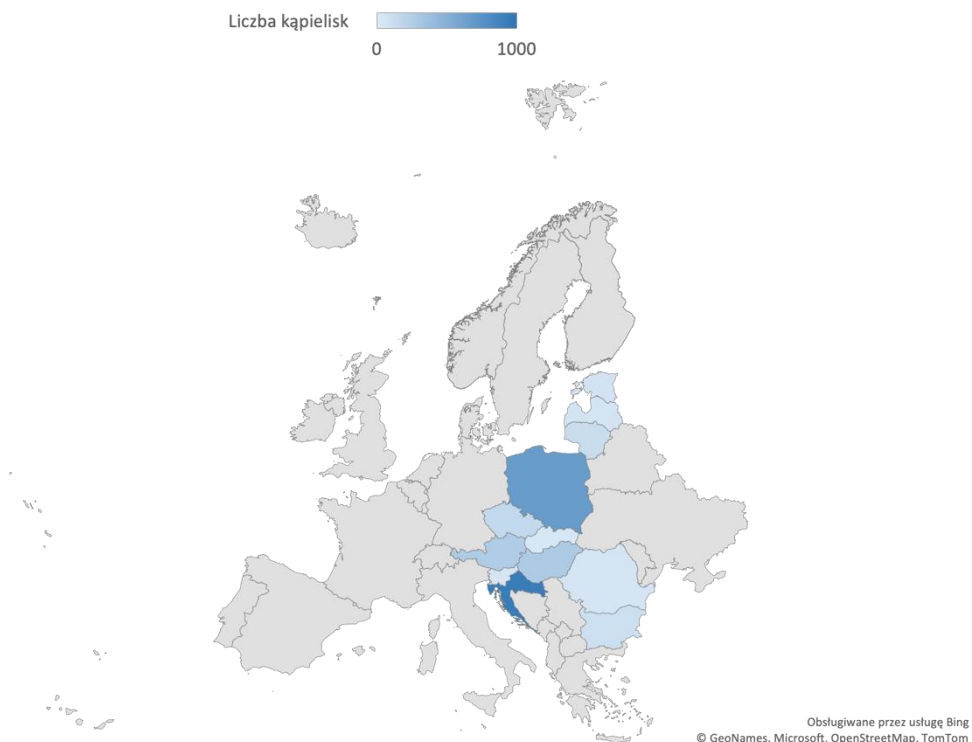 Liczba kąpielisk
0 1000
Obsługiwane przez usługę Bing
© GeoNames, Microsoft, OpenStreetMap, TomTom